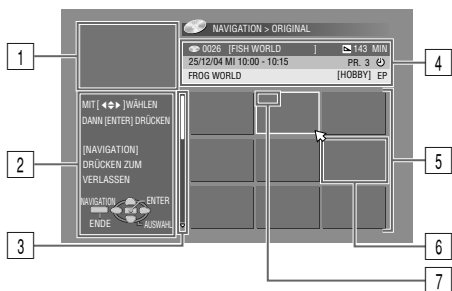 NAVIGATION > ORIGINAL
0026 [FISH WORLD ] 143 MIN
25/12/04 MI 10:00 - 10:15 PR. 3
FROG WORLD [HOBBY] EP
MIT [ ] WÄHLEN
DANN [ENTER] DRÜCKEN
[NAVIGATION]
DRÜCKEN ZUM
VERLASSEN
NAVIGATION ENTER
ENDE AUSWAHL
1
2
3
4
5
6
7